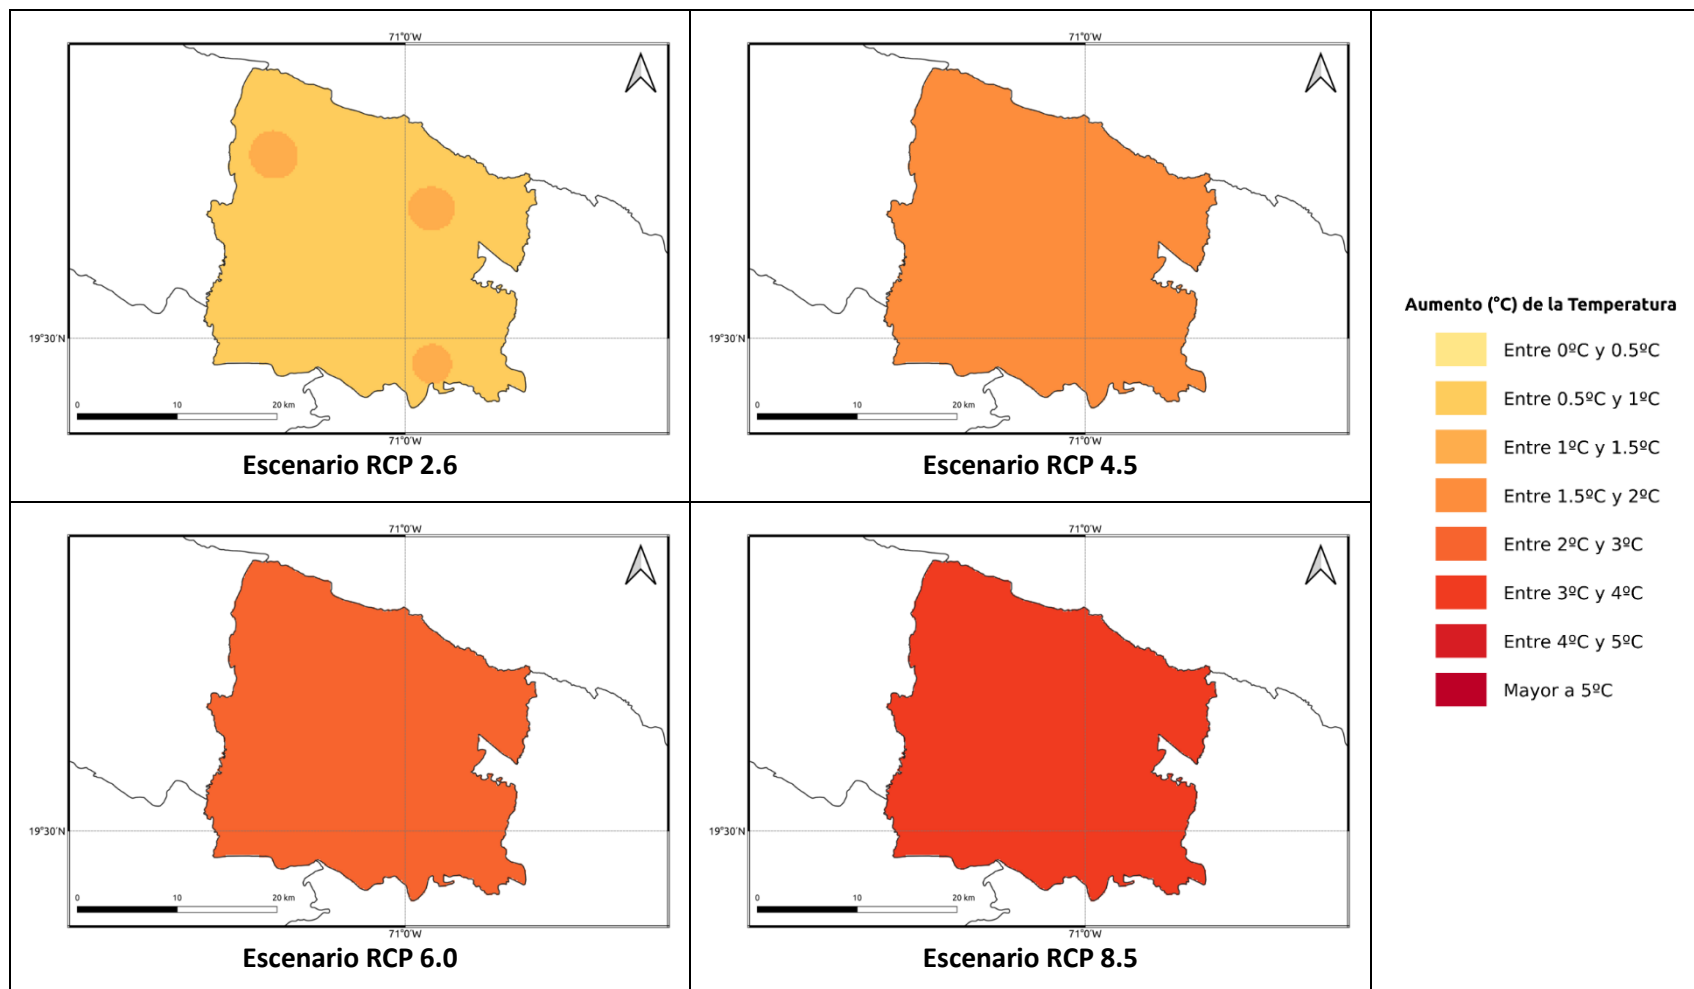 71°0'W
19°30'N
0 10 20 km
71°0'W
Escenario RCP 2.6
71°0'W
19°30'N
0 10 20 km
71°0'W
Escenario RCP 4.5
71°0'W
19°30'N
0 10 20 km
71°0'W
Escenario RCP 6.0
71°0'W
19°30'N
0 10 20 km
71°0'W
Escenario RCP 8.5
Aumento (°C) de la Temperatura
Entre 0ºC y 0.5ºC
Entre 0.5ºC y 1ºC
Entre 1ºC y 1.5ºC
Entre 1.5ºC y 2ºC
Entre 2ºC y 3ºC
Entre 3ºC y 4ºC
Entre 4ºC y 5ºC
Mayor a 5ºC